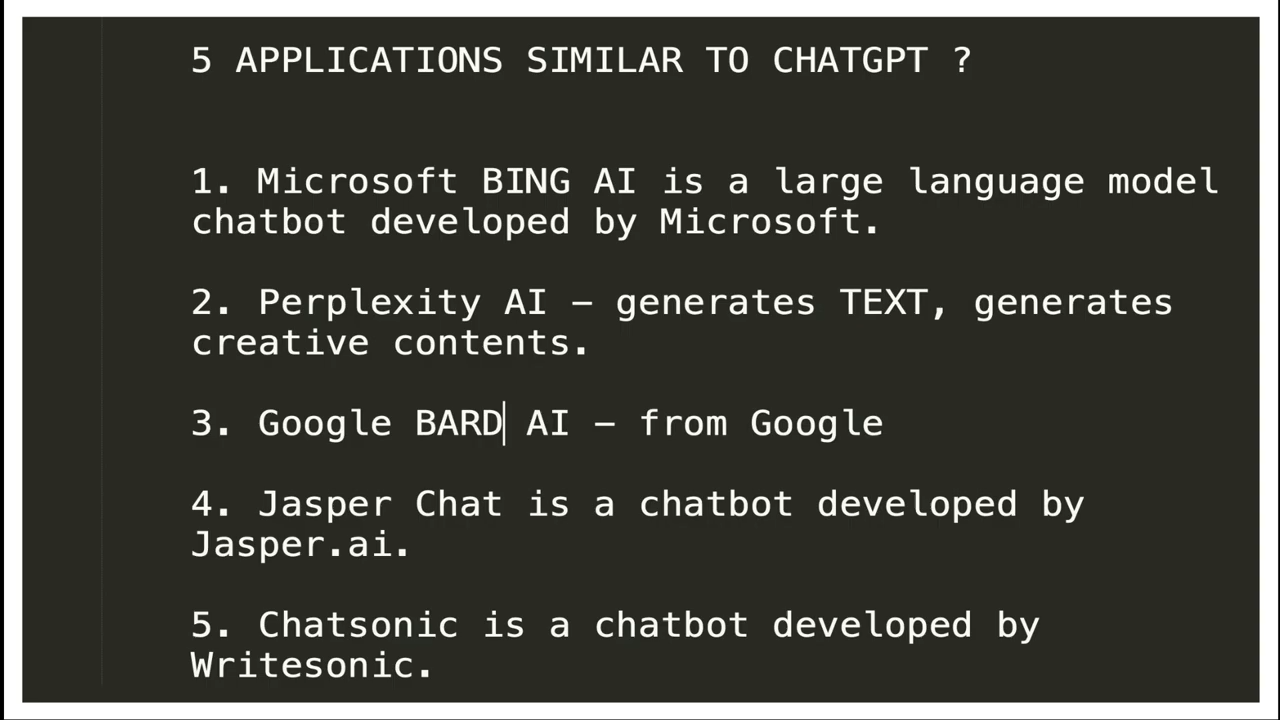 5 APPLICATIONS SIMILAR TO CHATGPT ?
1. Microsoft BING AI is a large language model
chatbot developed by Microsoft.
2. Perplexity AI – generates TEXT, generates
creative contents.
3. Google BARD AI – from Google
4. Jasper Chat is a chatbot developed by
Jasper.ai.
5. Chatsonic is a chatbot developed by
Writesonic.